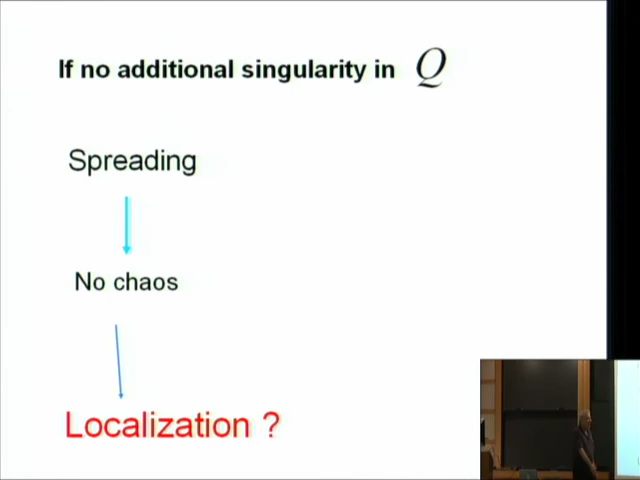 If no additional singularity in Q
Spreading
No chaos
Localization ?